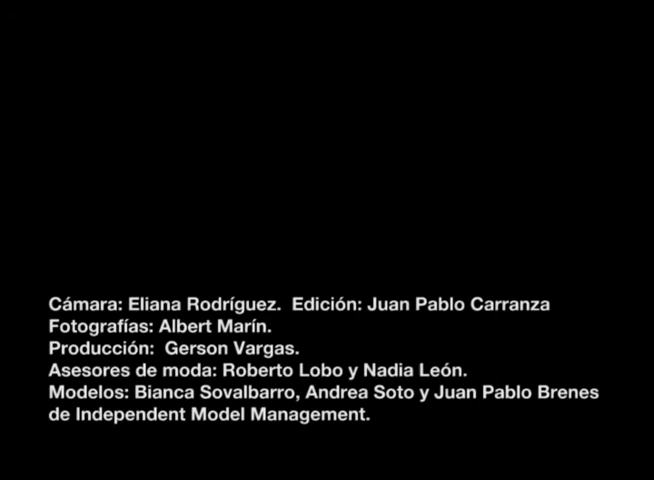 Cámara: Eliana Rodríguez.  Edición: Juan Pablo Carranza
Fotografías: Albert Marín.
Producción:  Gerson Vargas.
Asesores de moda: Roberto Lobo y Nadia León.
Modelos: Bianca Sovalbarro, Andrea Soto y Juan Pablo Brenes
de Independent Model Management.